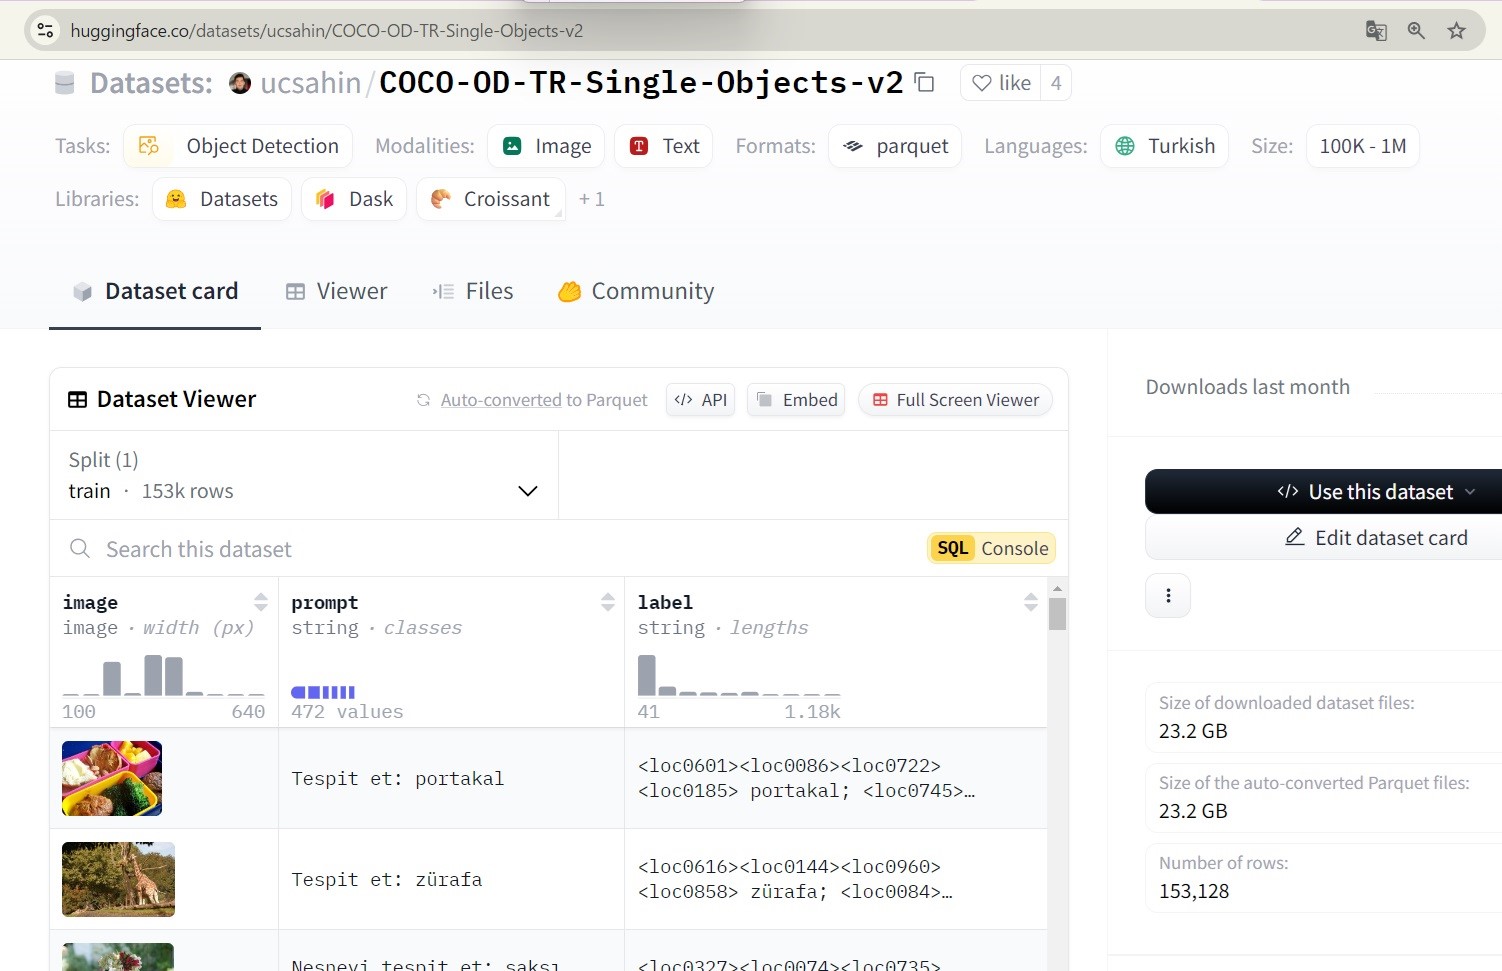 huggingface.co/datasets/ucsahin/COCO-OD-TR-Single-Objects-v2
Datasets: ucsahin/COCO-OD-TR-Single-Objects-v2 like 4
Tasks: Object Detection Modalities: Image Text Formats: parquet Languages: Turkish Size: 100K - 1M
Libraries: Datasets Dask Croissant + 1
Dataset card Viewer Files Community
Dataset Viewer Auto-converted to Parquet </> API Embed Full Screen Viewer
Split (1)
train · 153k rows
Search this dataset SQL Console
image prompt label
image · width (px) string · classes string · lengths
100 640 472 values 41 1.18k
Tespit et: portakal
<loc0601><loc0086><loc0722>
<loc0185> portakal; <loc0745>…
Tespit et: zürafa
<loc0616><loc0144><loc0960>
<loc0858> zürafa; <loc0084>…
Nesneyi tespit et: saksı
<loc0327><loc0074><loc0735>
Downloads last month
</> Use this dataset
Edit dataset card
Size of downloaded dataset files:
23.2 GB
Size of the auto-converted Parquet files:
23.2 GB
Number of rows:
153,128